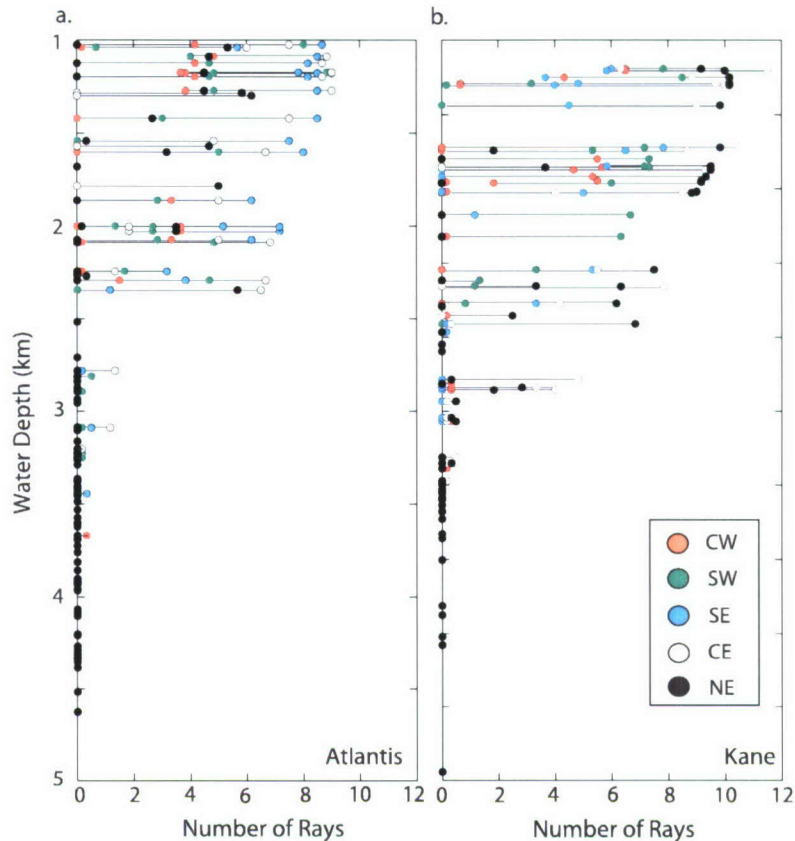 a.
b.
1
2
3
4
5
Water Depth (km)
Atlantis
Kane
CW
SW
SE
CE
NE
0 2 4 6 8 10 12
0 2 4 6 8 10 12
Number of Rays
Number of Rays